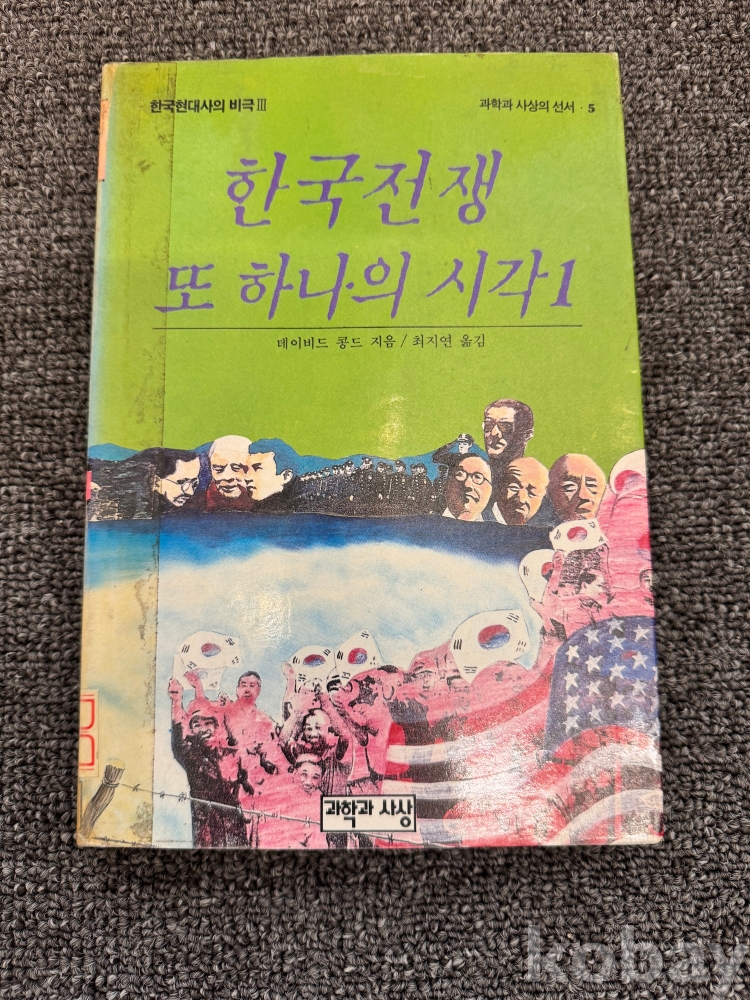 한국현대사의 비극 Ⅲ
과학과 사상의 선서 · 5
한국전쟁
또 하나의 시각 1
데이비드 콩드 지음 / 최지연 옮김
과학과 사상
kobay